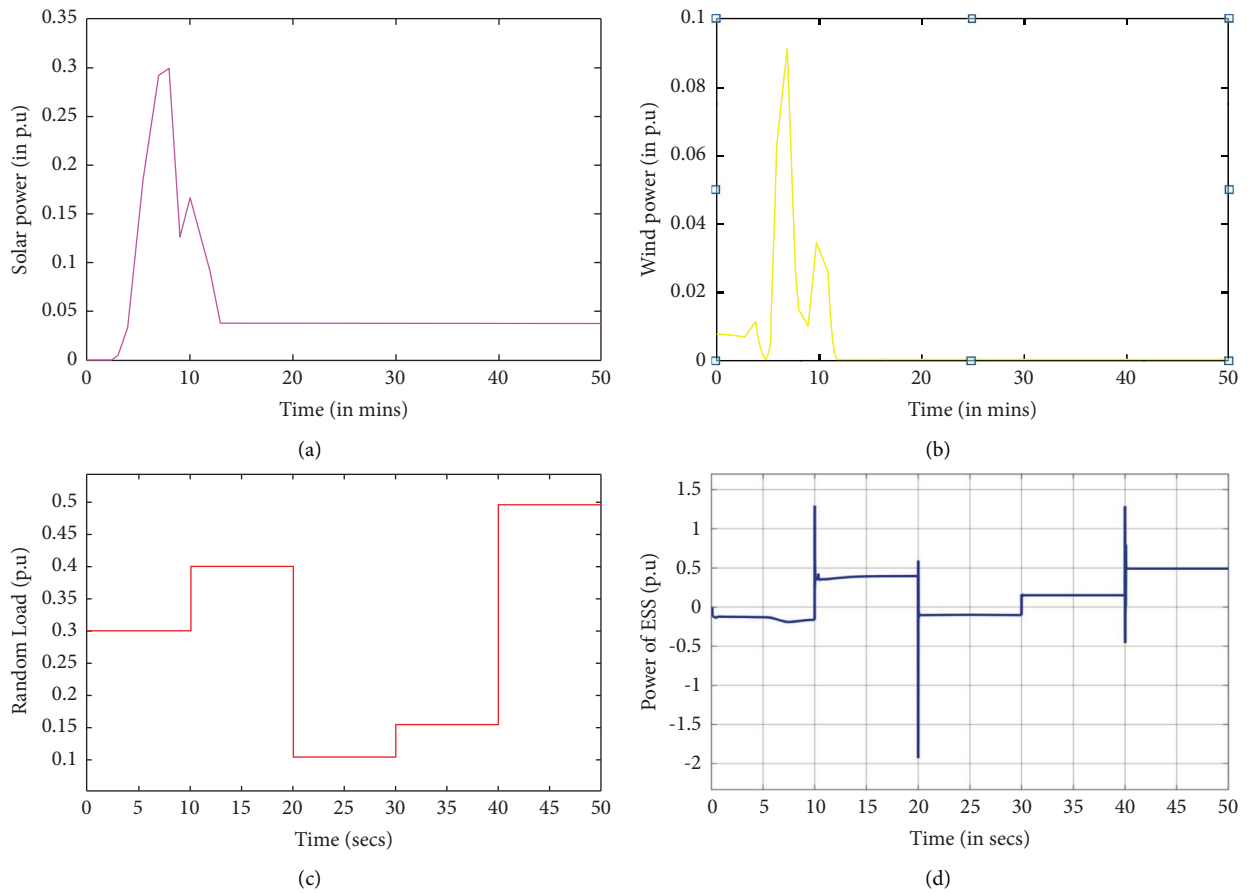 0.35
0.3
0.25
0.2
0.15
0.1
0.05
0
Solar power (in p.u)
0 10 20 30 40 50
Time (in mins)
(a)
0.1
0.08
0.06
0.04
0.02
0
Wind power (in p.u)
0 10 20 30 40 50
Time (in mins)
(b)
0.5
0.45
0.4
0.35
0.3
0.25
0.2
0.15
0.1
Random Load (p.u)
0 5 10 15 20 25 30 35 40 45 50
Time (secs)
(c)
1.5
1
0.5
0
-0.5
-1
-1.5
-2
Power of ESS (p.u)
0 5 10 15 20 25 30 35 40 45 50
Time (in secs)
(d)